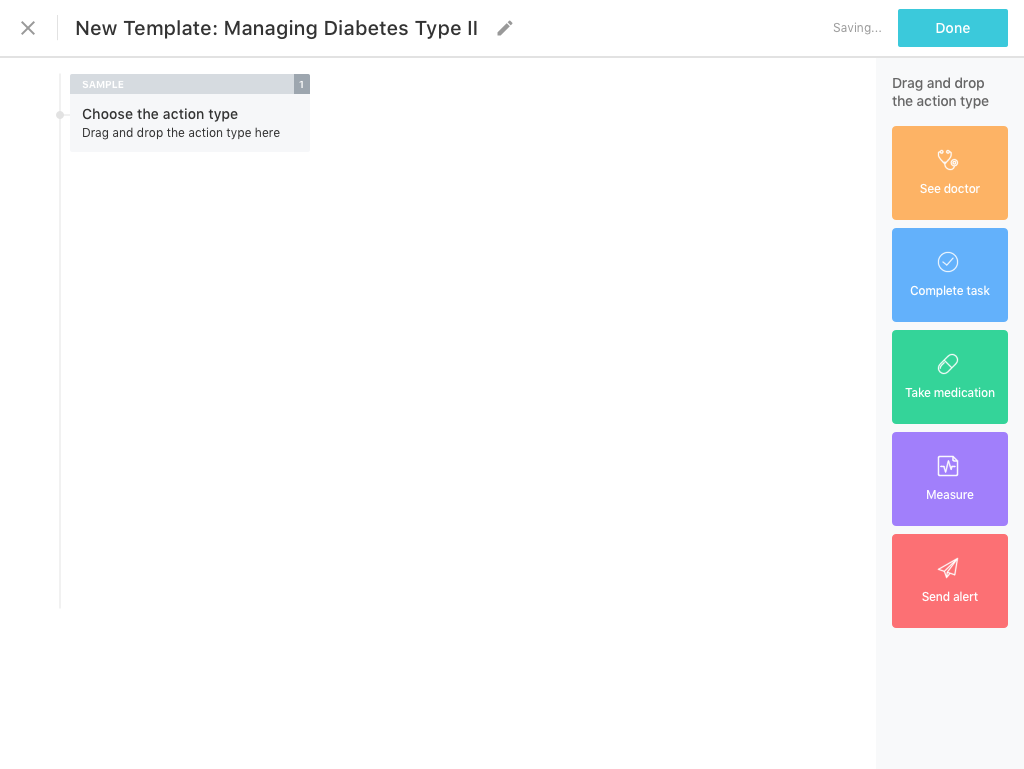 New Template: Managing Diabetes Type II
Saving...
Done
SAMPLE
1
Choose the action type
Drag and drop the action type here
Drag and drop
the action type
See doctor
Complete task
Take medication
Measure
Send alert